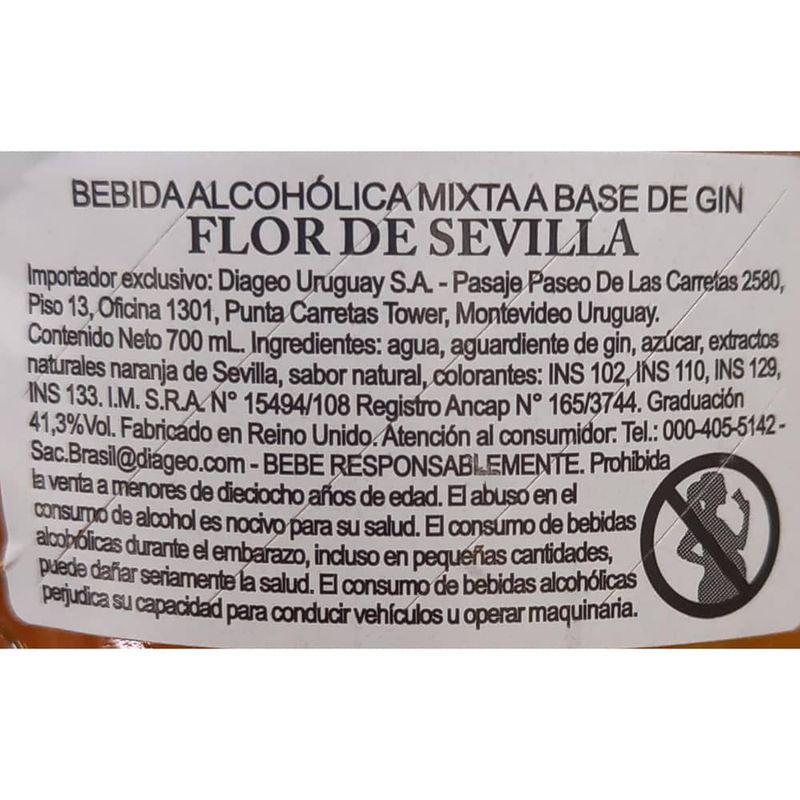 BEBIDA ALCOHÓLICA MIXTA A BASE DE GIN
FLOR DE SEVILLA
Importador exclusivo: Diageo Uruguay S.A. - Pasaje Paseo De Las Carretas 2580,
Piso 13, Oficina 1301, Punta Carretas Tower, Montevideo Uruguay.
Contenido Neto 700 mL. Ingredientes: agua, aguardiente de gin, azúcar, extractos
naturales naranja de Sevilla, sabor natural, colorantes: INS 102, INS 110, INS 129,
INS 133. I.M. S.R.A. N° 15494/108 Registro Ancap N° 165/3744. Graduación
41,3%Vol. Fabricado en Reino Unido. Atención al consumidor: Tel.: 000-405-5142 -
Sac.Brasil@diageo.com - BEBE RESPONSABLEMENTE. Prohibida
la venta a menores de dieciocho años de edad. El abuso en el
consumo de alcohol es nocivo para su salud. El consumo de bebidas
alcohólicas durante el embarazo, incluso en pequeñas cantidades,
puede dañar seriamente la salud. El consumo de bebidas alcohólicas
perjudica su capacidad para conducir vehículos u operar maquinaria.